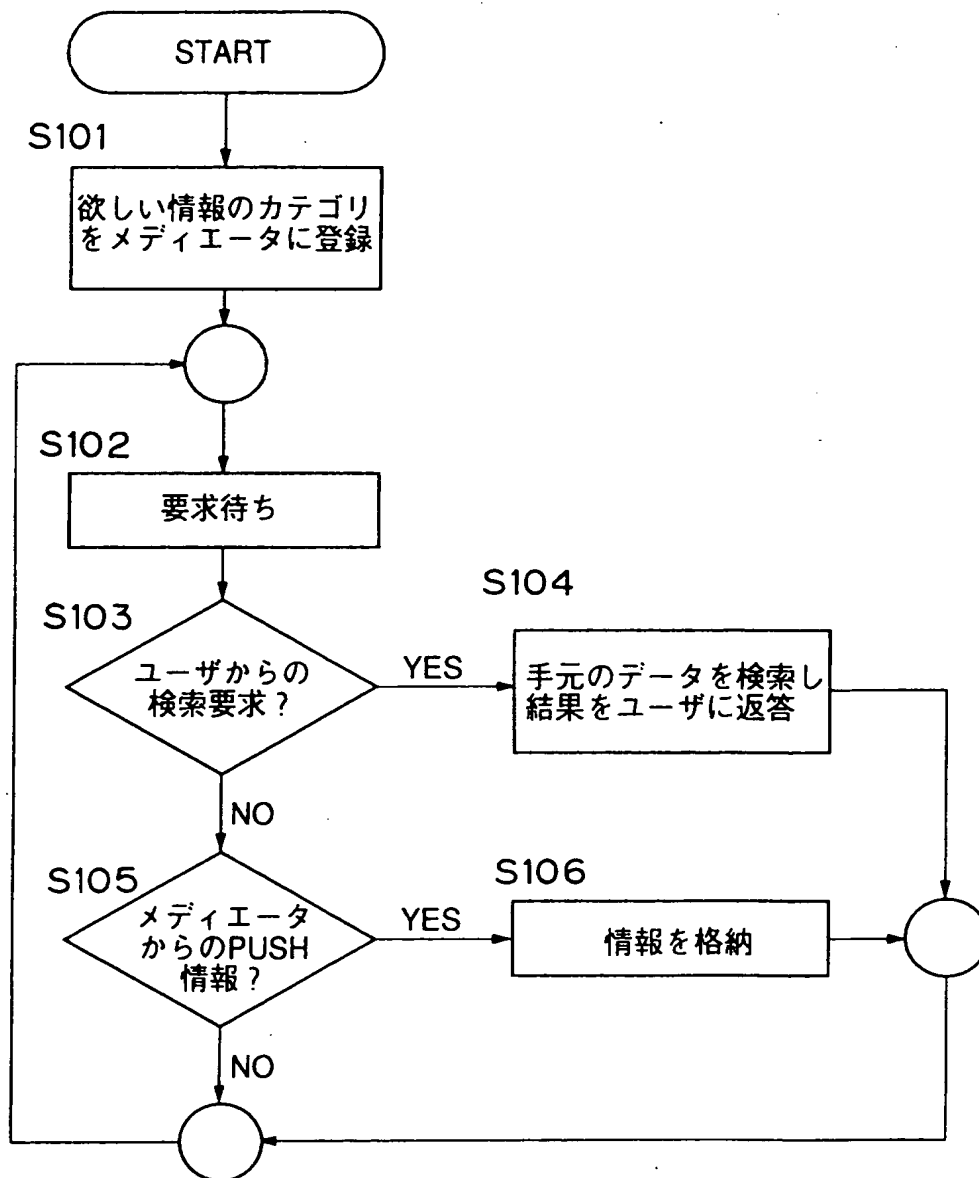 START
S101
欲しい情報のカテゴリ
をメディエータに登録
S102
要求待ち
S103
ユーザからの
検索要求？
YES
S104
手元のデータを検索し
結果をユーザに返答
NO
S105
メディエータ
からのPUSH
情報？
YES
S106
情報を格納
NO